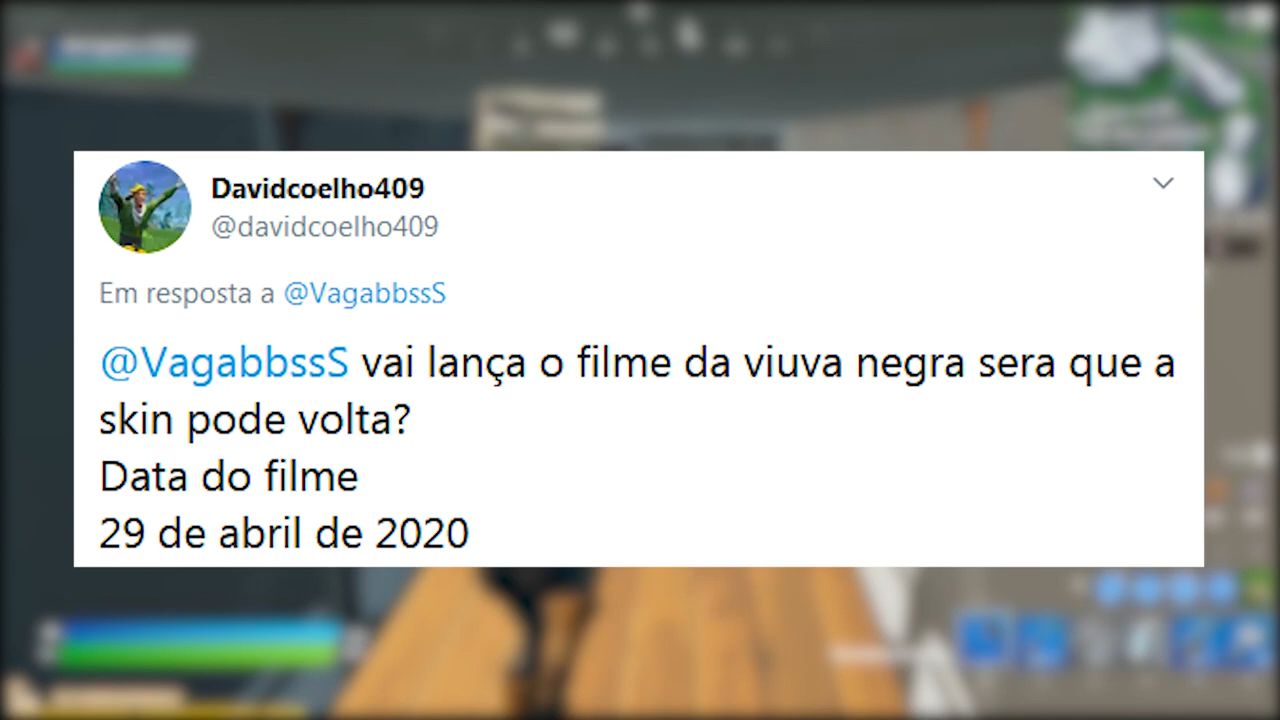 Davidcoelho409
@davidcoelho409
Em resposta a @VagabbssS
@VagabbssS vai lança o filme da viuva negra sera que a
skin pode volta?
Data do filme
29 de abril de 2020